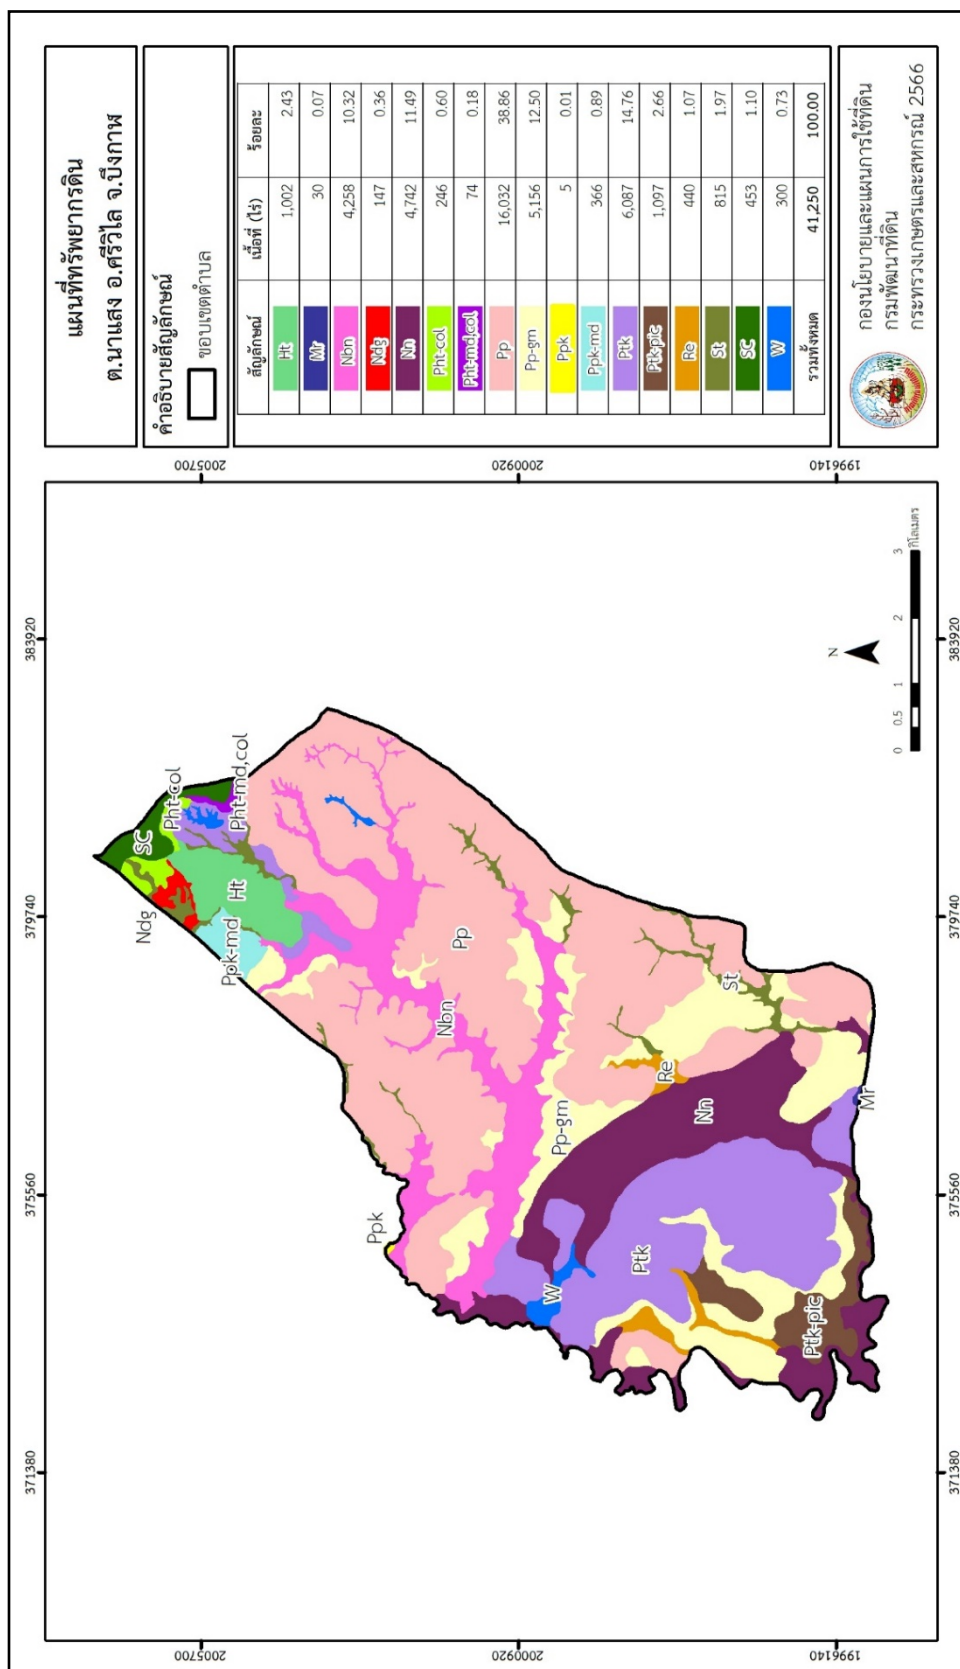 แผนที่ทรัพยากรดิน
ต.นาแสง อ.ศรีวิไล จ.บึงกาฬ
คำอธิบายสัญลักษณ์
ขอบเขตตำบล
สัญลักษณ์ เนื้อที่ (ไร่) ร้อยละ
Ht 1,002 2.43
Mr 30 0.07
Nbn 4,258 10.32
Ndg 147 0.36
Nn 4,742 11.49
Pht-col 246 0.60
Pht-md,col 74 0.18
Pp 16,032 38.86
Pp-gm 5,156 12.50
Ppk 5 0.01
Ppk-md 366 0.89
Ptk 6,087 14.76
Ptk-pic 1,097 2.66
Re 440 1.07
St 815 1.97
SC 453 1.10
W 300 0.73
รวมทั้งหมด 41,250 100.00
กองนโยบายและแผนการใช้ที่ดิน
กรมพัฒนาที่ดิน
กระทรวงเกษตรและสหกรณ์ 2566
371380 375560 379740 383920
2005700 2005700
2000920 2000920
1996140 1996140
371380 375560 379740 383920
SC
Pht-col
Ndg
Pht-md,col
Ht
Ppk-md
Ppk
Nbn
Pp
W
Pp-gm
Ptk
Re
Nn
St
Ptk-pic
Mr
N
0 0.5 1 2 3
กิโลเมตร